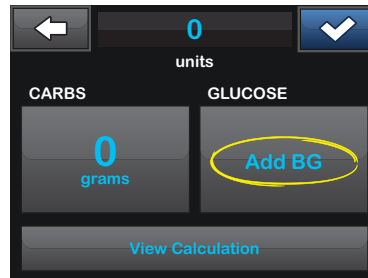 0
units
CARBS GLUCOSE
0
grams
Add BG
View Calculation